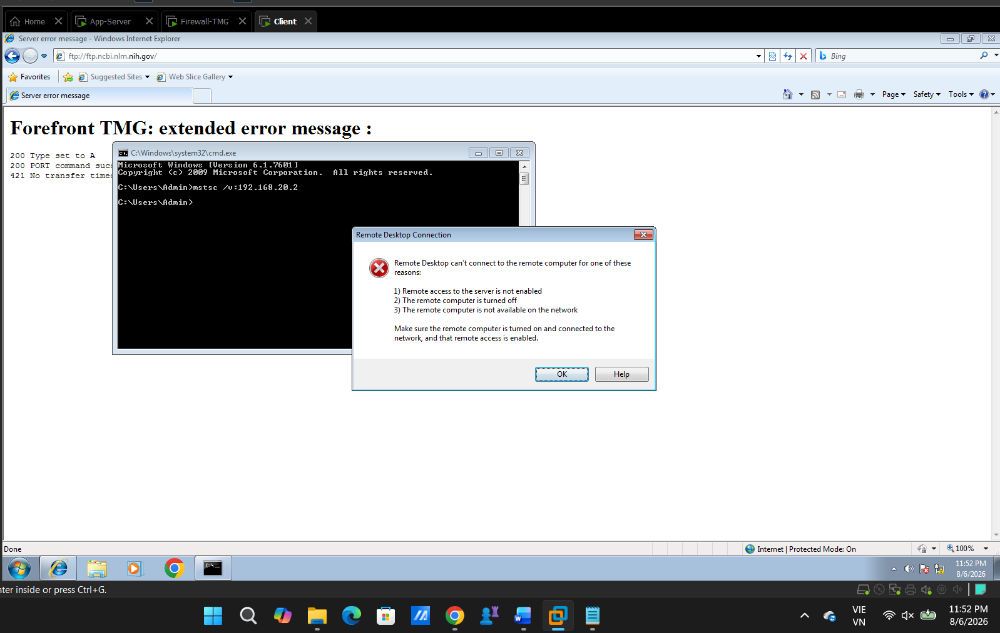 Home
App-Server
Firewall-TMG
Client
Server error message - Windows Internet Explorer
ftp://ftp.ncbi.nlm.nih.gov/
Bing
Favorites
Suggested Sites
Web Slice Gallery
Server error message
Page
Safety
Tools
Forefront TMG: extended error message :
200 Type set to A
200 PORT command
421 No transfer
C:\Windows\system32\cmd.exe
Microsoft Windows [Version 6.1.7601]
Copyright (c) 2009 Microsoft Corporation.  All rights reserved.
C:\Users\Admin>mstsc /v:192.168.20.2
C:\Users\Admin>
Remote Desktop Connection
Remote Desktop can't connect to the remote computer for one of these
reasons:
1) Remote access to the server is not enabled
2) The remote computer is turned off
3) The remote computer is not available on the network
Make sure the remote computer is turned on and connected to the
network, and that remote access is enabled.
OK
Help
Done
Internet | Protected Mode: On
100%
11:52 PM
8/6/2026
nter inside or press Ctrl+G.
VIE
VN
11:52 PM
8/6/2026